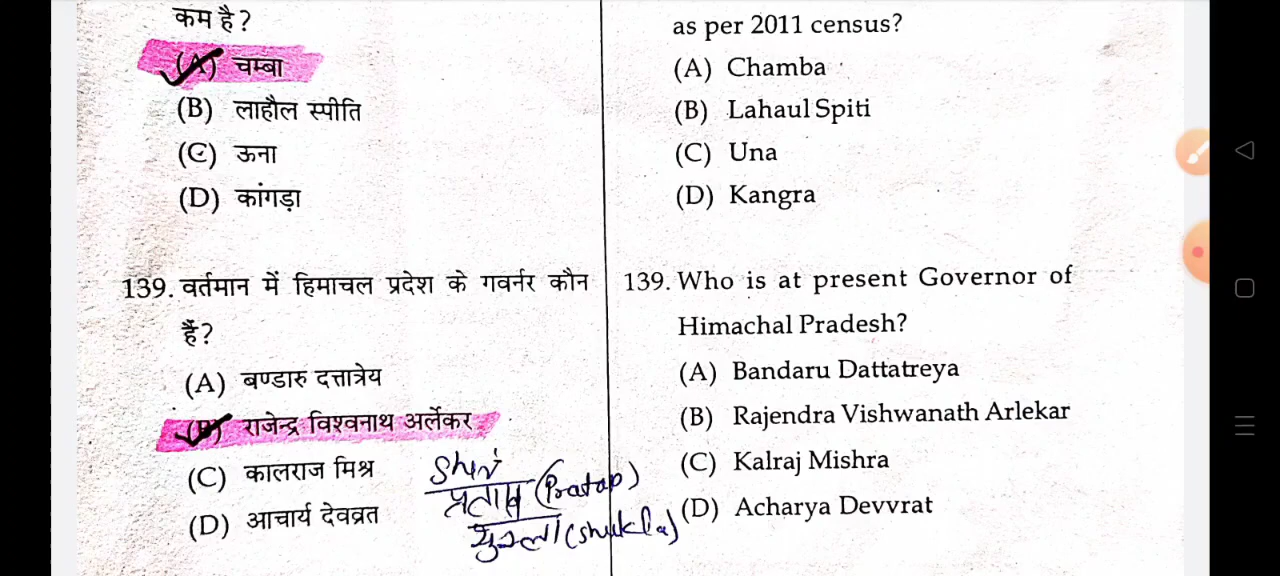 कम है?
(A) चम्बा
(B) लाहौल स्पीति
(C) ऊना
(D) कांगड़ा
139. वर्तमान में हिमाचल प्रदेश के गवर्नर कौन
हैं?
(A) बण्डारु दत्तात्रेय
(B) राजेन्द्र विश्वनाथ अर्लेकर
(C) कालराज मिश्र
(D) आचार्य देवव्रत
प्रताप (Pratap)
(Shukla)
as per 2011 census?
(A) Chamba
(B) Lahaul Spiti
(C) Una
(D) Kangra
139. Who is at present Governor of
Himachal Pradesh?
(A) Bandaru Dattatreya
(B) Rajendra Vishwanath Arlekar
(C) Kalraj Mishra
(D) Acharya Devvrat